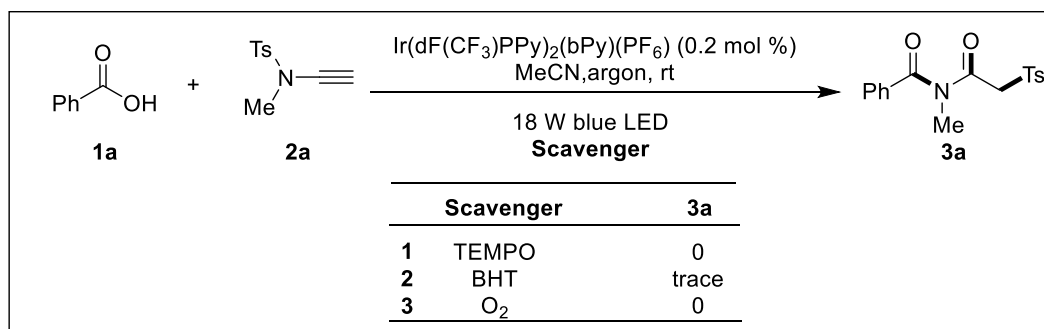 Ir(dF(CF3)PPy)2(bPy)(PF6) (0.2 mol %)
MeCN,argon, rt
18 W blue LED
Scavenger
O
Ph OH
1a
+
Ts
N
Me
2a
O O
Ph N Ts
Me
3a
Scavenger 3a
1 TEMPO 0
2 BHT trace
3 O2 0